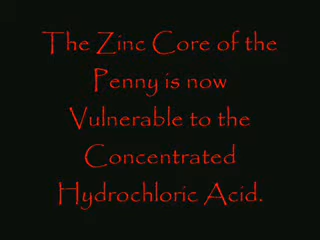 The Zinc Core of the
Penny is now
Vulnerable to the
Concentrated
Hydrochloric Acid.